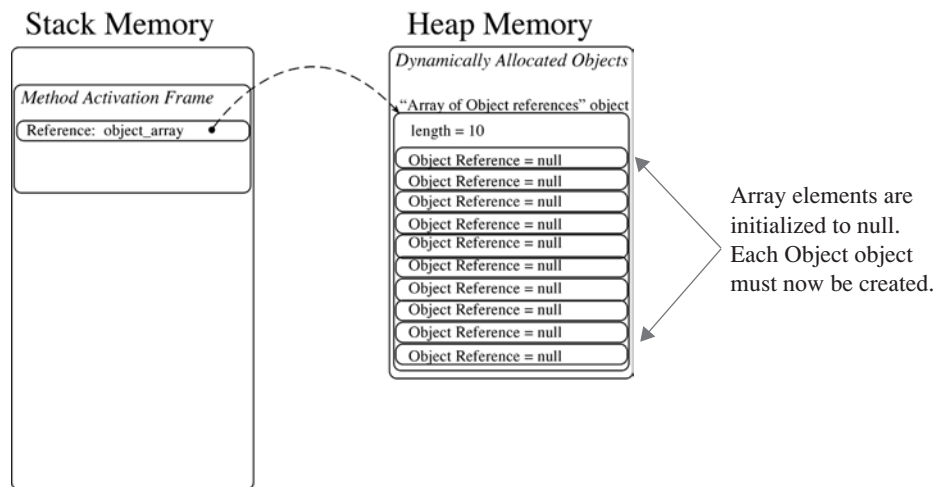 Stack Memory
Method Activation Frame
Reference: object_array
Heap Memory
Dynamically Allocated Objects
“Array of Object references” object
length = 10
Object Reference = null
Object Reference = null
Object Reference = null
Object Reference = null
Object Reference = null
Object Reference = null
Object Reference = null
Object Reference = null
Object Reference = null
Object Reference = null
Array elements are
initialized to null.
Each Object object
must now be created.